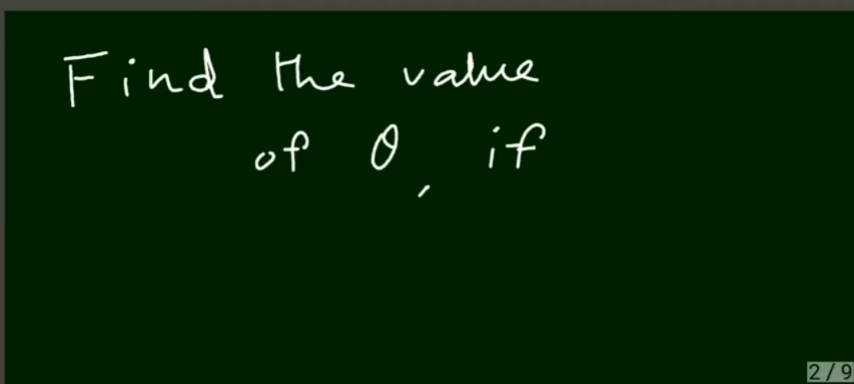 Find the value
of θ, if
2/9